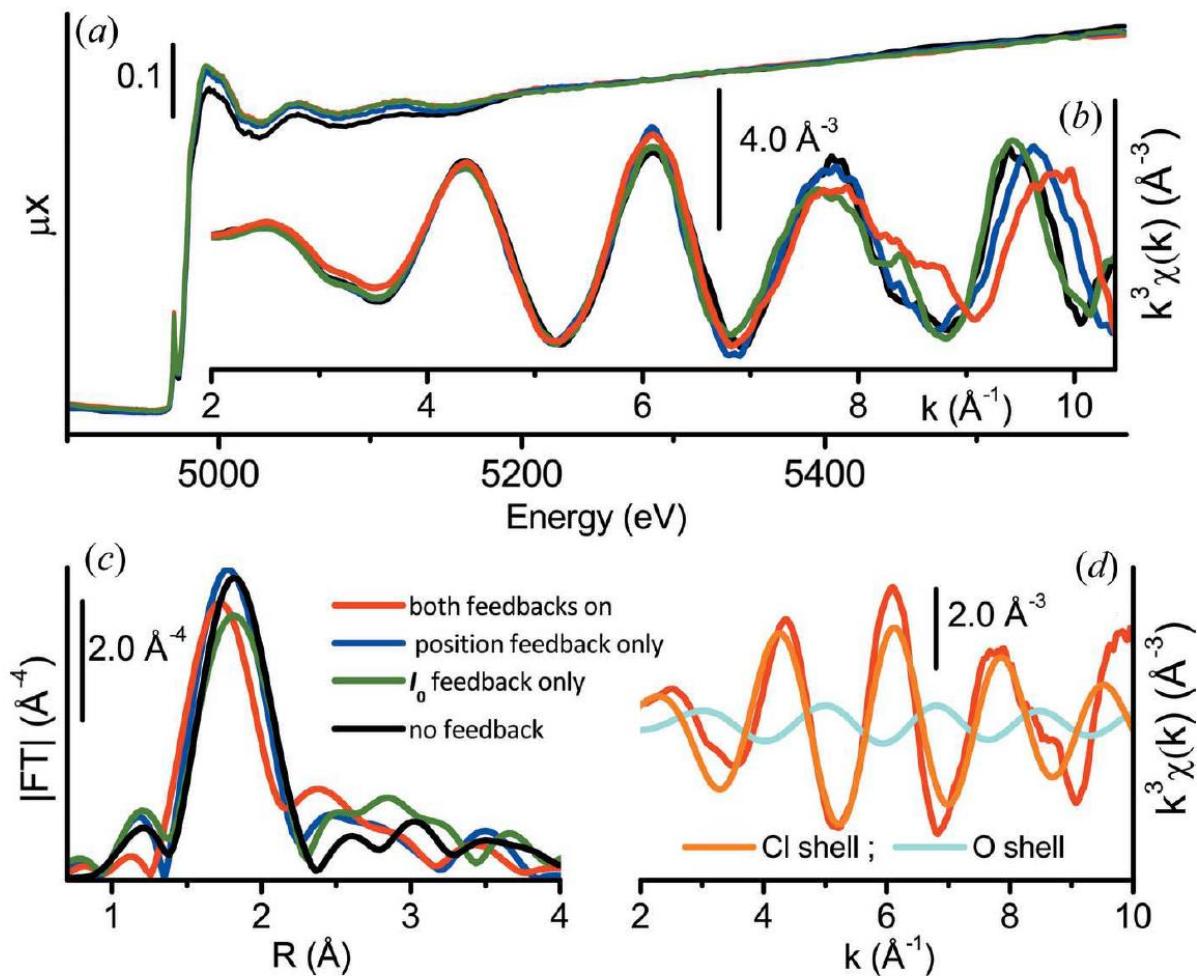 (a)
0.1
4.0 Å⁻³
(b)
μx
k³ χ(k) (Å⁻³)
2 4 6 8 k (Å⁻¹) 10
5000 5200 5400
Energy (eV)
(c)
2.0 Å⁻⁴
|FT| (Å⁻⁴)
both feedbacks on
position feedback only
I₀ feedback only
no feedback
1 2 3 4
R (Å)
(d)
2.0 Å⁻³
k³ χ(k) (Å⁻³)
Cl shell ; O shell
2 4 6 8 10
k (Å⁻¹)